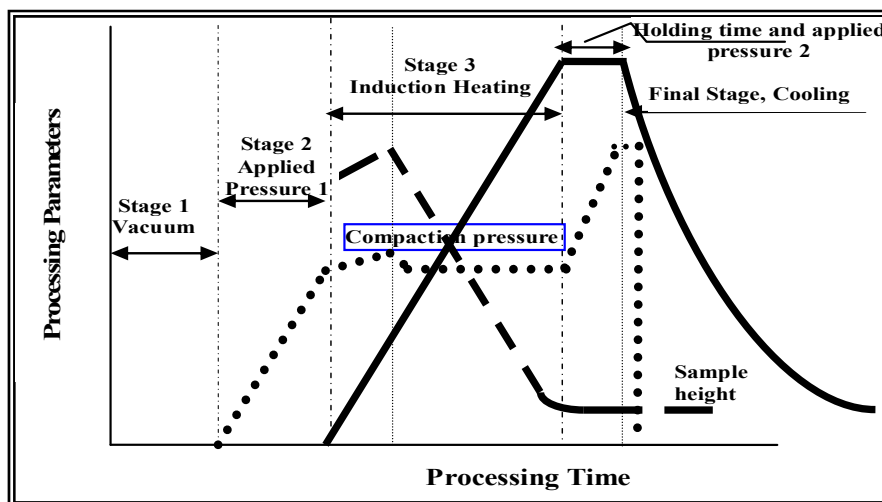 Holding time and applied
pressure 2
Stage 3
Induction Heating
Final Stage, Cooling
Stage 2
Applied
Pressure 1
Stage 1
Vacuum
Compaction pressure
Processing Parameters
Sample
height
Processing Time